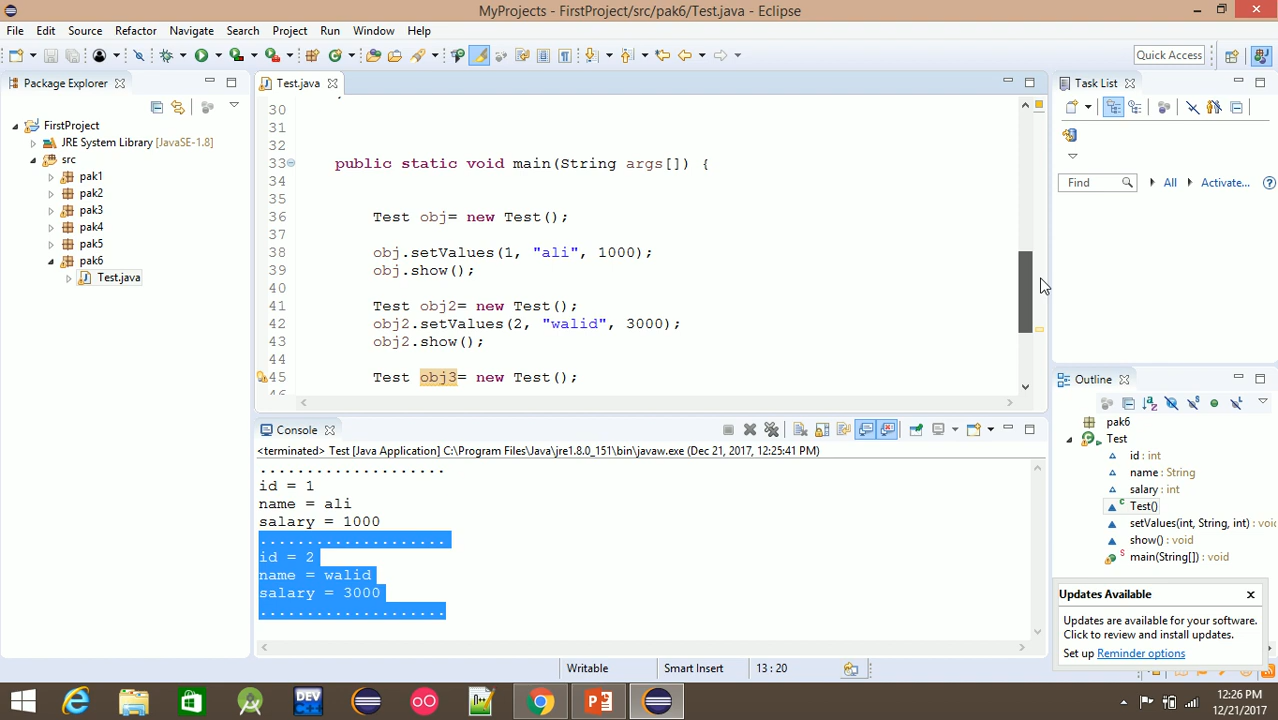 MyProjects - FirstProject/src/pak6/Test.java - Eclipse
File Edit Source Refactor Navigate Search Project Run Window Help
Quick Access
Package Explorer
FirstProject
JRE System Library [JavaSE-1.8]
src
pak1
pak2
pak3
pak4
pak5
pak6
Test.java
Test.java
30
31
32
33 public static void main(String args[]) {
34
35
36 Test obj= new Test();
37
38 obj.setValues(1, "ali", 1000);
39 obj.show();
40
41 Test obj2= new Test();
42 obj2.setValues(2, "walid", 3000);
43 obj2.show();
44
45 Test obj3= new Test();
Console
<terminated> Test [Java Application] C:\Program Files\Java\jre1.8.0_151\bin\javaw.exe (Dec 21, 2017, 12:25:41 PM)
....................
id = 1
name = ali
salary = 1000
....................
id = 2
name = walid
salary = 3000
....................
Task List
Find All Activate...
Outline
pak6
Test
id : int
name : String
salary : int
Test()
setValues(int, String, int) : void
show() : void
main(String[]) : void
Updates Available
Updates are available for your software.
Click to review and install updates.
Set up Reminder options
Writable Smart Insert 13 : 20
DEV
12:26 PM
12/21/2017